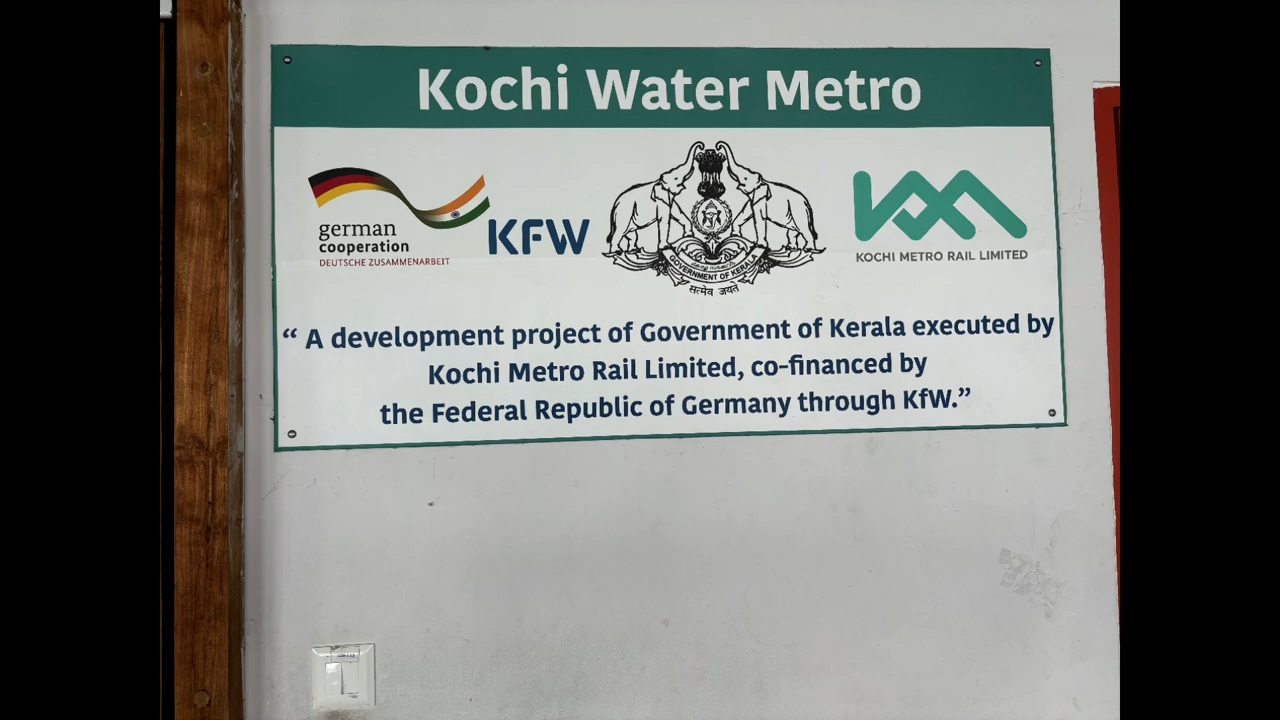 Kochi Water Metro
german
cooperation
DEUTSCHE ZUSAMMENARBEIT
KFW
GOVERNMENT OF KERALA
सत्यमेव जयते
KOCHI METRO RAIL LIMITED
“ A development project of Government of Kerala executed by
Kochi Metro Rail Limited, co-financed by
the Federal Republic of Germany through KfW.”